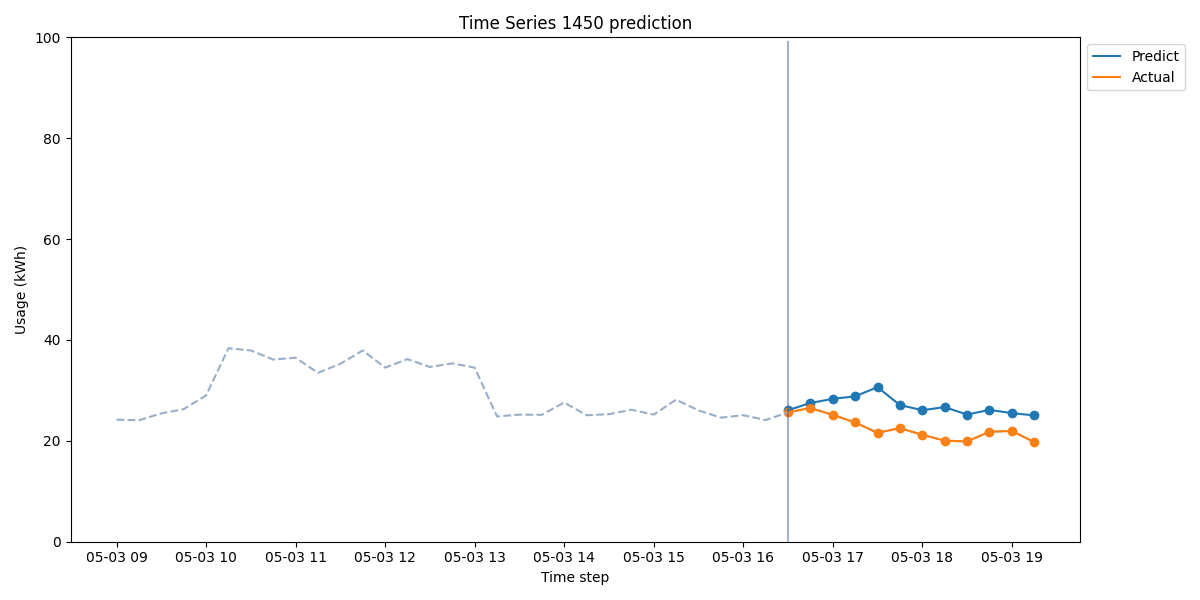 Time Series 1450 prediction
Predict
Actual
Usage (kWh)
100
80
60
40
20
0
05-03 09 05-03 10 05-03 11 05-03 12 05-03 13 05-03 14 05-03 15 05-03 16 05-03 17 05-03 18 05-03 19
Time step